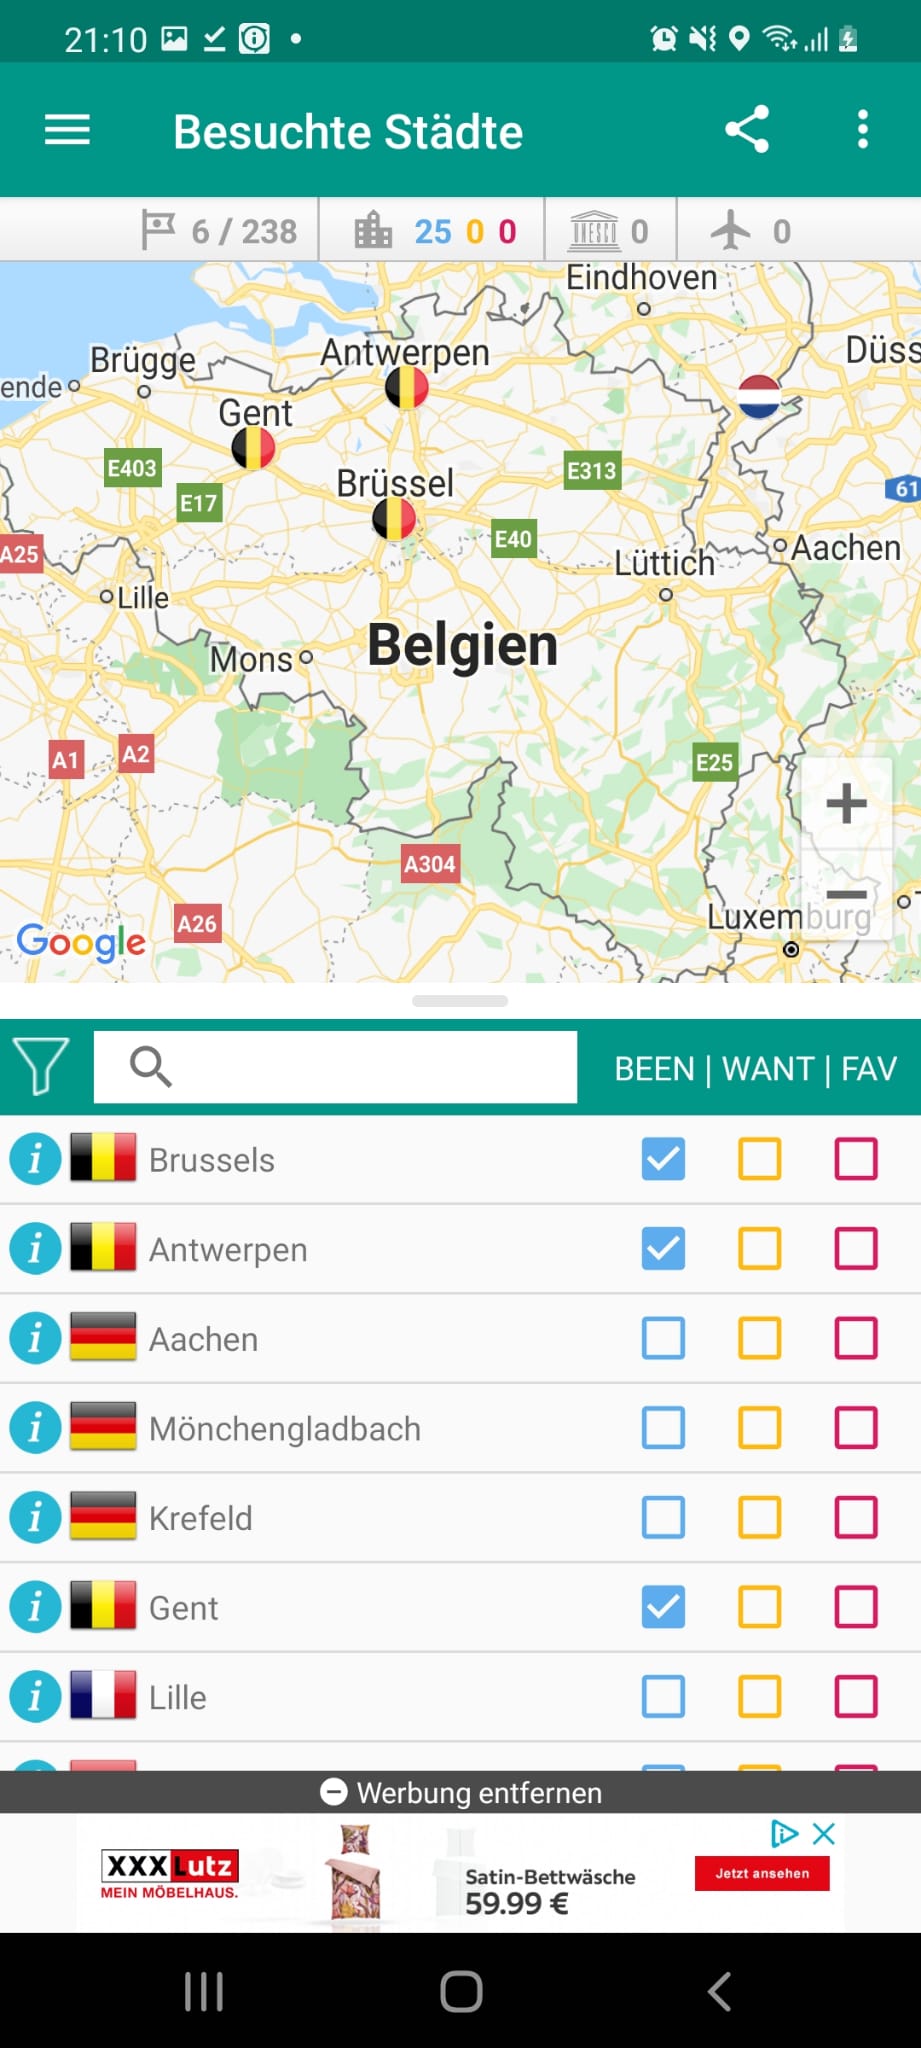 21:10
Besuchte Städte
6 / 238
25 0 0
UNESCO 0
0
Eindhoven
Düss
Antwerpen
Brügge
ende
Gent
E403
E313
Brüssel
61
E17
E40
A25
Aachen
Lüttich
Lille
Belgien
Mons
A1
A2
E25
+
A304
−
Luxemburg
A26
Google
BEEN | WANT | FAV
i Brussels
i Antwerpen
i Aachen
i Mönchengladbach
i Krefeld
i Gent
i Lille
Werbung entfernen
XXXLutz
MEIN MÖBELHAUS.
Satin-Bettwäsche
59.99 €
Jetzt ansehen